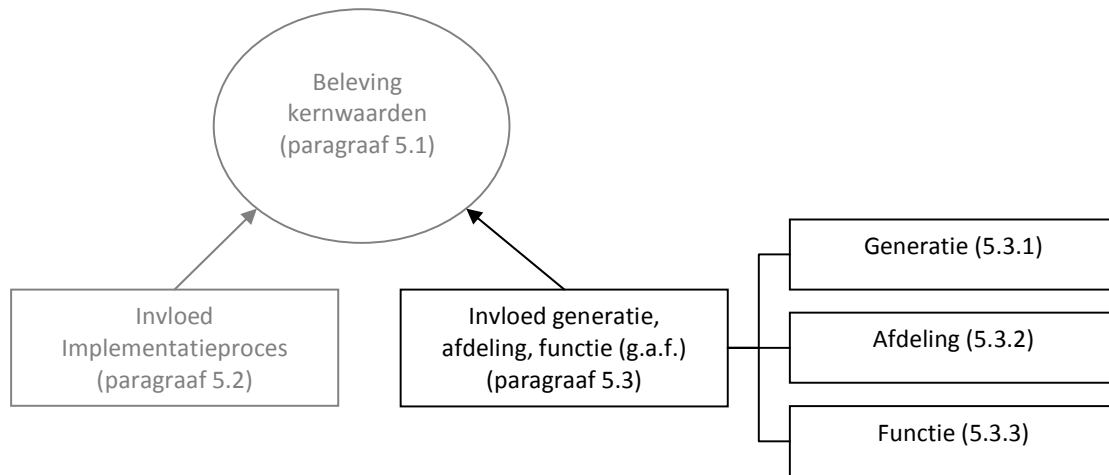 Beleving
kernwaarden
(paragraaf 5.1)
Invloed
Implementatieproces
(paragraaf 5.2)
Invloed generatie,
afdeling, functie (g.a.f.)
(paragraaf 5.3)
Generatie (5.3.1)
Afdeling (5.3.2)
Functie (5.3.3)